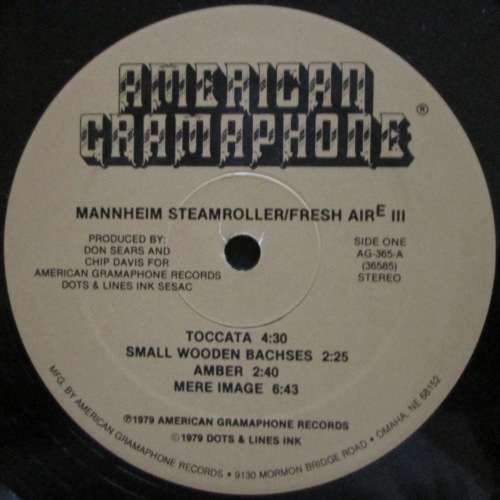 AMERICAN
GRAMAPHONE
®
MANNHEIM STEAMROLLER/FRESH AIRE III
PRODUCED BY:
DON SEARS AND
CHIP DAVIS FOR
AMERICAN GRAMAPHONE RECORDS
DOTS & LINES INK SESAC
SIDE ONE
AG-365-A
(36585)
STEREO
TOCCATA 4:30
SMALL WOODEN BACHSES 2:25
AMBER 2:40
MERE IMAGE 6:43
℗1979 AMERICAN GRAMAPHONE RECORDS
©1979 DOTS & LINES INK
MFG. BY AMERICAN GRAMAPHONE RECORDS • 9130 MORMON BRIDGE ROAD • OMAHA, NE 68152